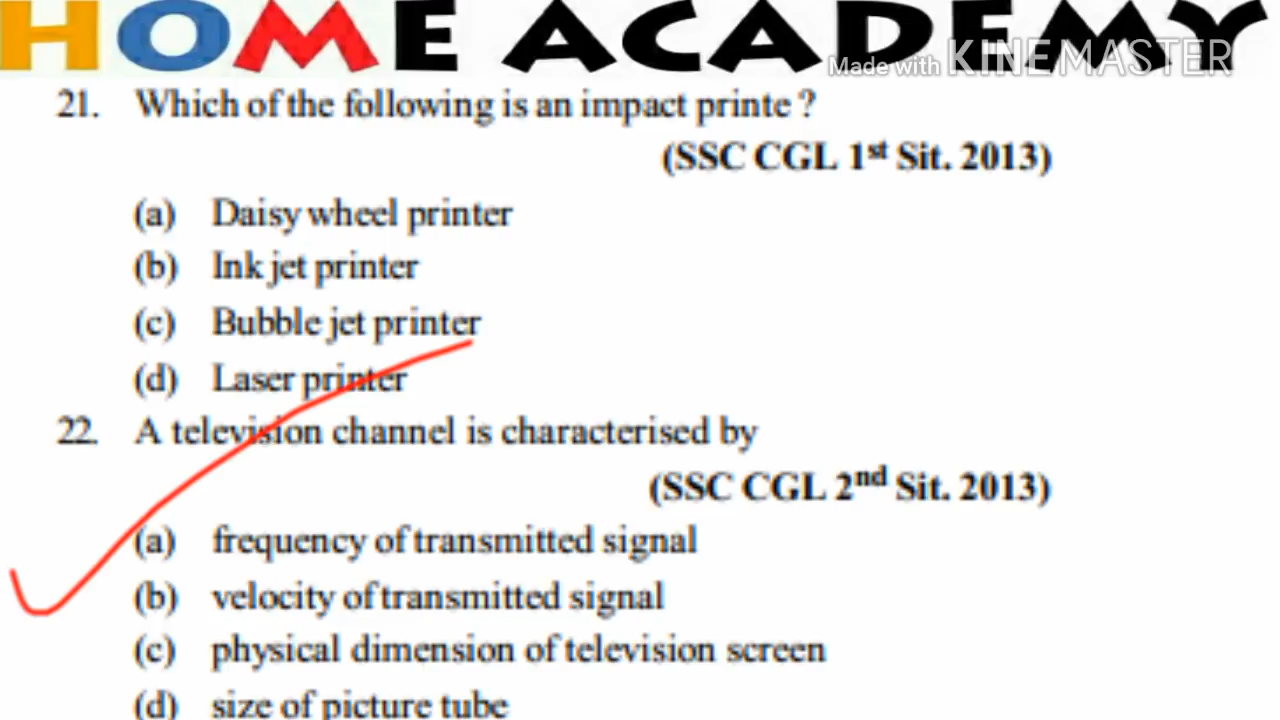 HOME ACADEMY
Made with KINEMASTER
21. Which of the following is an impact printe ?
(SSC CGL 1st Sit. 2013)
(a) Daisy wheel printer
(b) Ink jet printer
(c) Bubble jet printer
(d) Laser printer
22. A television channel is characterised by
(SSC CGL 2nd Sit. 2013)
(a) frequency of transmitted signal
(b) velocity of transmitted signal
(c) physical dimension of television screen
(d) size of picture tube